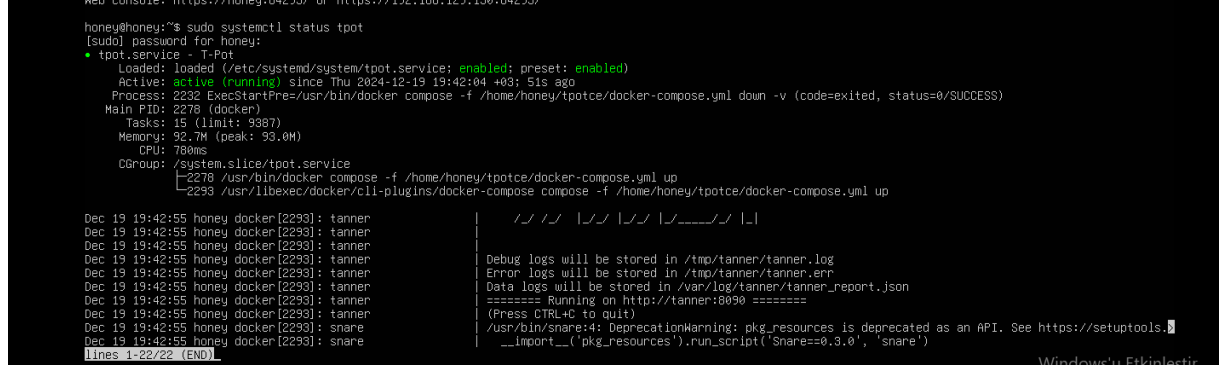 Web console: https://honey:64293/ or https://192.168.129.130:64293/
honey@honey:~$ sudo systemctl status tpot
[sudo] password for honey:
● tpot.service - T-Pot
Loaded: loaded (/etc/systemd/system/tpot.service; enabled; preset: enabled)
Active: active (running) since Thu 2024-12-19 19:42:04 +03; 51s ago
Process: 2232 ExecStartPre=/usr/bin/docker compose -f /home/honey/tpotce/docker-compose.yml down -v (code=exited, status=0/SUCCESS)
Main PID: 2278 (docker)
Tasks: 15 (limit: 9387)
Memory: 92.7M (peak: 93.0M)
CPU: 780ms
CGroup: /system.slice/tpot.service
├─2278 /usr/bin/docker compose -f /home/honey/tpotce/docker-compose.yml up
└─2293 /usr/libexec/docker/cli-plugins/docker-compose compose -f /home/honey/tpotce/docker-compose.yml up
Dec 19 19:42:55 honey docker[2293]: tanner | /_/ /_/ |_/_/ |_/_/ |_/_____/_/ |_|
Dec 19 19:42:55 honey docker[2293]: tanner |
Dec 19 19:42:55 honey docker[2293]: tanner |
Dec 19 19:42:55 honey docker[2293]: tanner | Debug logs will be stored in /tmp/tanner/tanner.log
Dec 19 19:42:55 honey docker[2293]: tanner | Error logs will be stored in /tmp/tanner/tanner.err
Dec 19 19:42:55 honey docker[2293]: tanner | Data logs will be stored in /var/log/tanner/tanner_report.json
Dec 19 19:42:55 honey docker[2293]: tanner | ======== Running on http://tanner:8090 ========
Dec 19 19:42:55 honey docker[2293]: tanner | (Press CTRL+C to quit)
Dec 19 19:42:55 honey docker[2293]: snare | /usr/bin/snare:4: DeprecationWarning: pkg_resources is deprecated as an API. See https://setuptools.>
Dec 19 19:42:55 honey docker[2293]: snare | __import__('pkg_resources').run_script('Snare==0.3.0', 'snare')
lines 1-22/22 (END)
Windows'u Etkinleştir